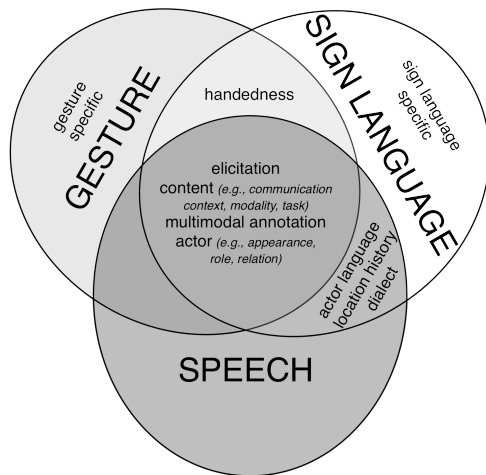 gesture
specific
GESTURE
SIGN LANGUAGE
sign language
specific
handedness
elicitation
content (e.g., communication
context, modality, task)
multimodal annotation
actor (e.g., appearance,
role, relation)
actor language
location history
dialect
SPEECH